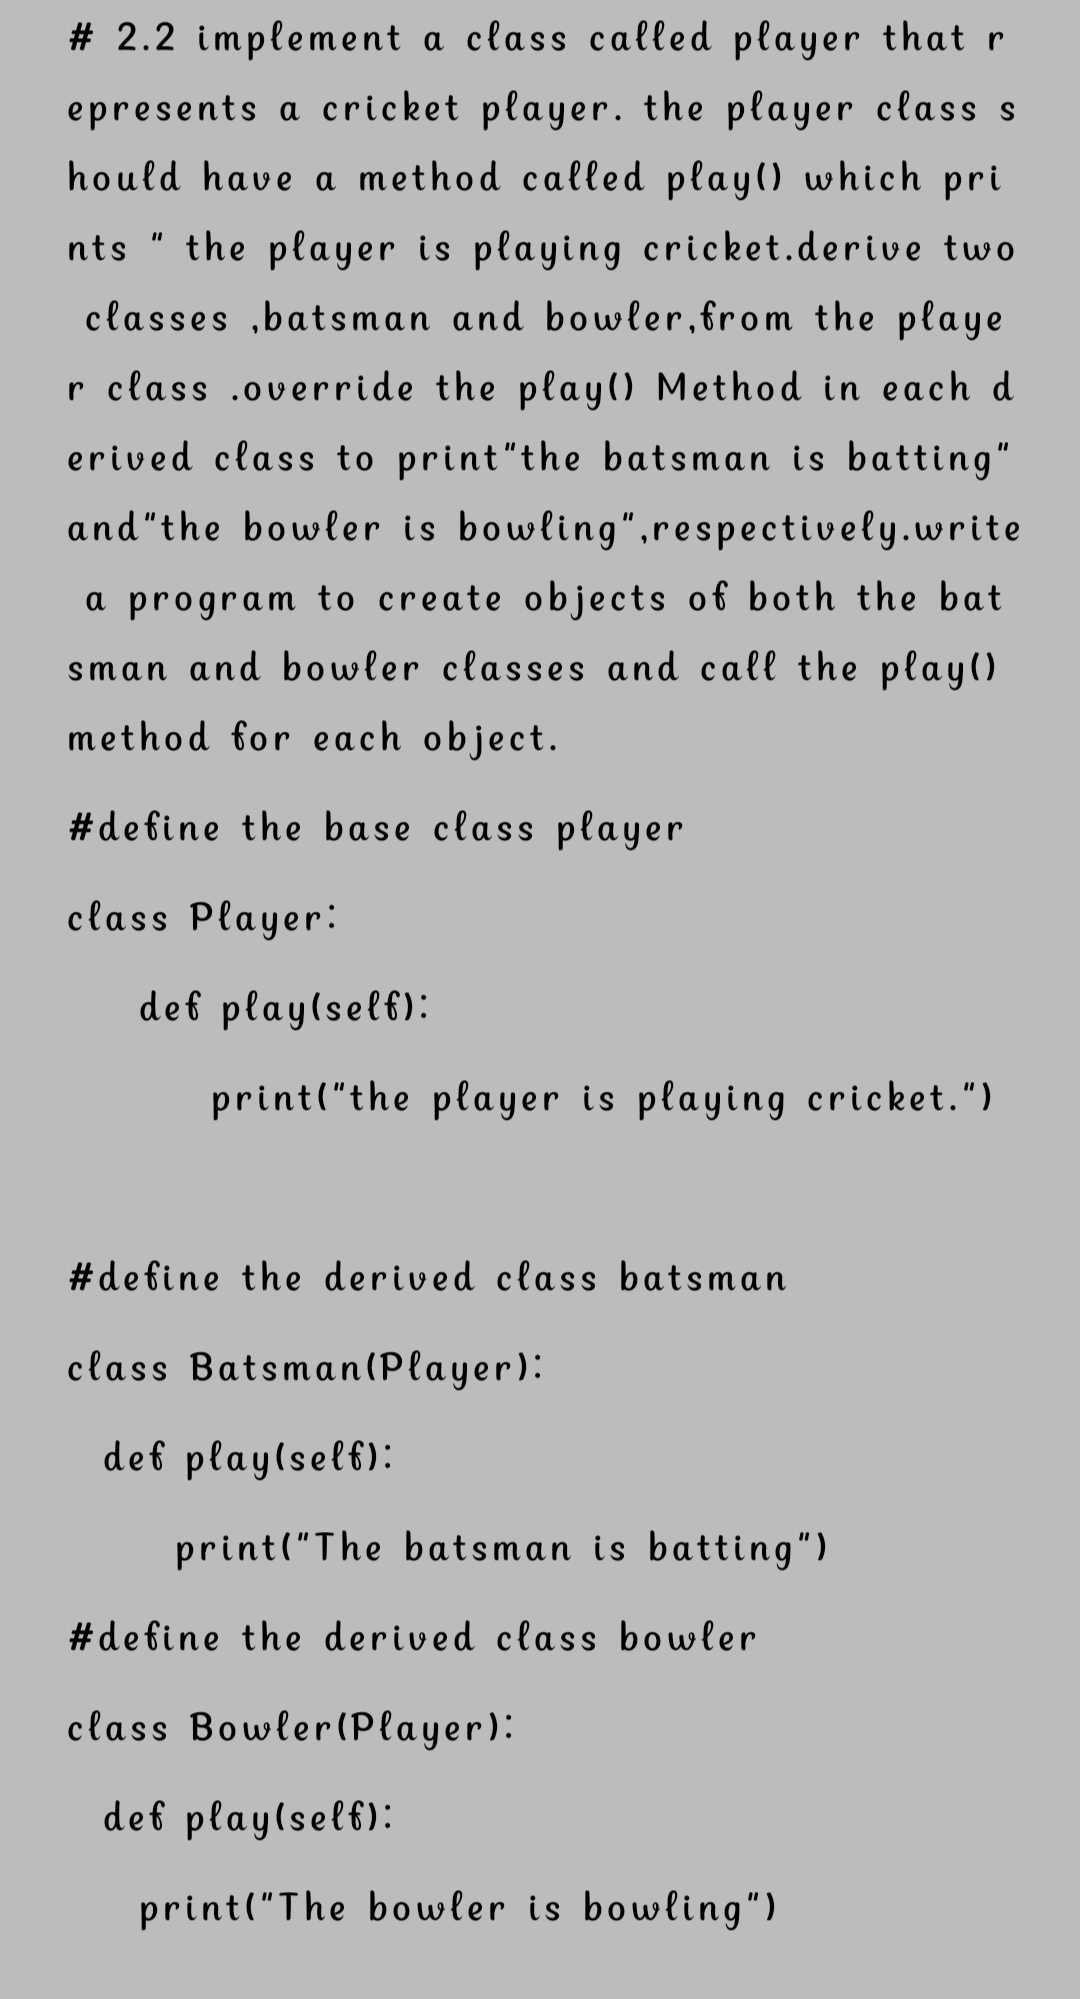 # 2.2 implement a class called player that r
epresents a cricket player. the player class s
hould have a method called play() which pri
nts " the player is playing cricket.derive two
 classes ,batsman and bowler,from the playe
r class .override the play() Method in each d
erived class to print"the batsman is batting"
and"the bowler is bowling",respectively.write
 a program to create objects of both the bat
sman and bowler classes and call the play()
method for each object.
#define the base class player
class Player:
    def play(self):
        print("the player is playing cricket.")
#define the derived class batsman
class Batsman(Player):
  def play(self):
      print("The batsman is batting")
#define the derived class bowler
class Bowler(Player):
  def play(self):
    print("The bowler is bowling")